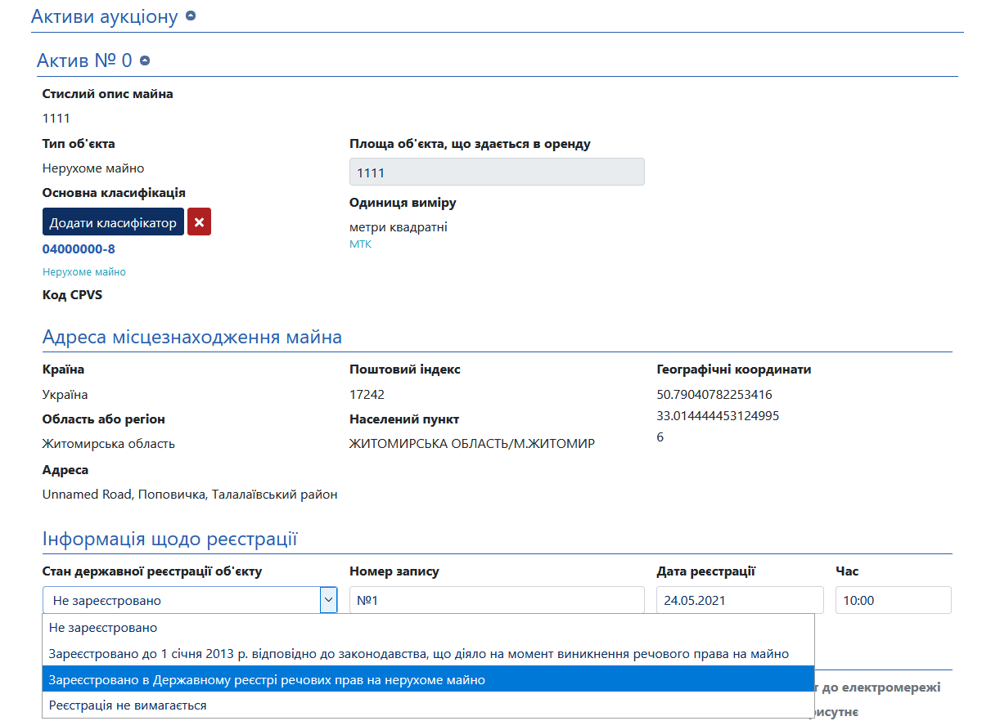 Активи аукціону
Актив № 0
Стислий опис майна
1111
Тип об'єкта
Нерухоме майно
Основна класифікація
Додати класифікатор
04000000-8
Нерухоме майно
Код CPVS
Площа об'єкта, що здається в оренду
1111
Одиниця виміру
метри квадратні
MTK
Адреса місцезнаходження майна
Країна
Україна
Область або регіон
Житомирська область
Адреса
Unnamed Road, Поповичка, Талалаївський район
Поштовий індекс
17242
Населений пункт
ЖИТОМИРСЬКА ОБЛАСТЬ/М.ЖИТОМИР
Географічні координати
50.79040782253416
33.014444453124995
6
Інформація щодо реєстрації
Стан державної реєстрації об'єкту
Не зареєстровано
Номер запису
№1
Дата реєстрації
24.05.2021
Час
10:00
Не зареєстровано
Зареєстровано до 1 січня 2013 р. відповідно до законодавства, що діяло на момент виникнення речового права на майно
Зареєстровано в Державному реєстрі речових прав на нерухоме майно
Реєстрація не вимагається
до електромережі